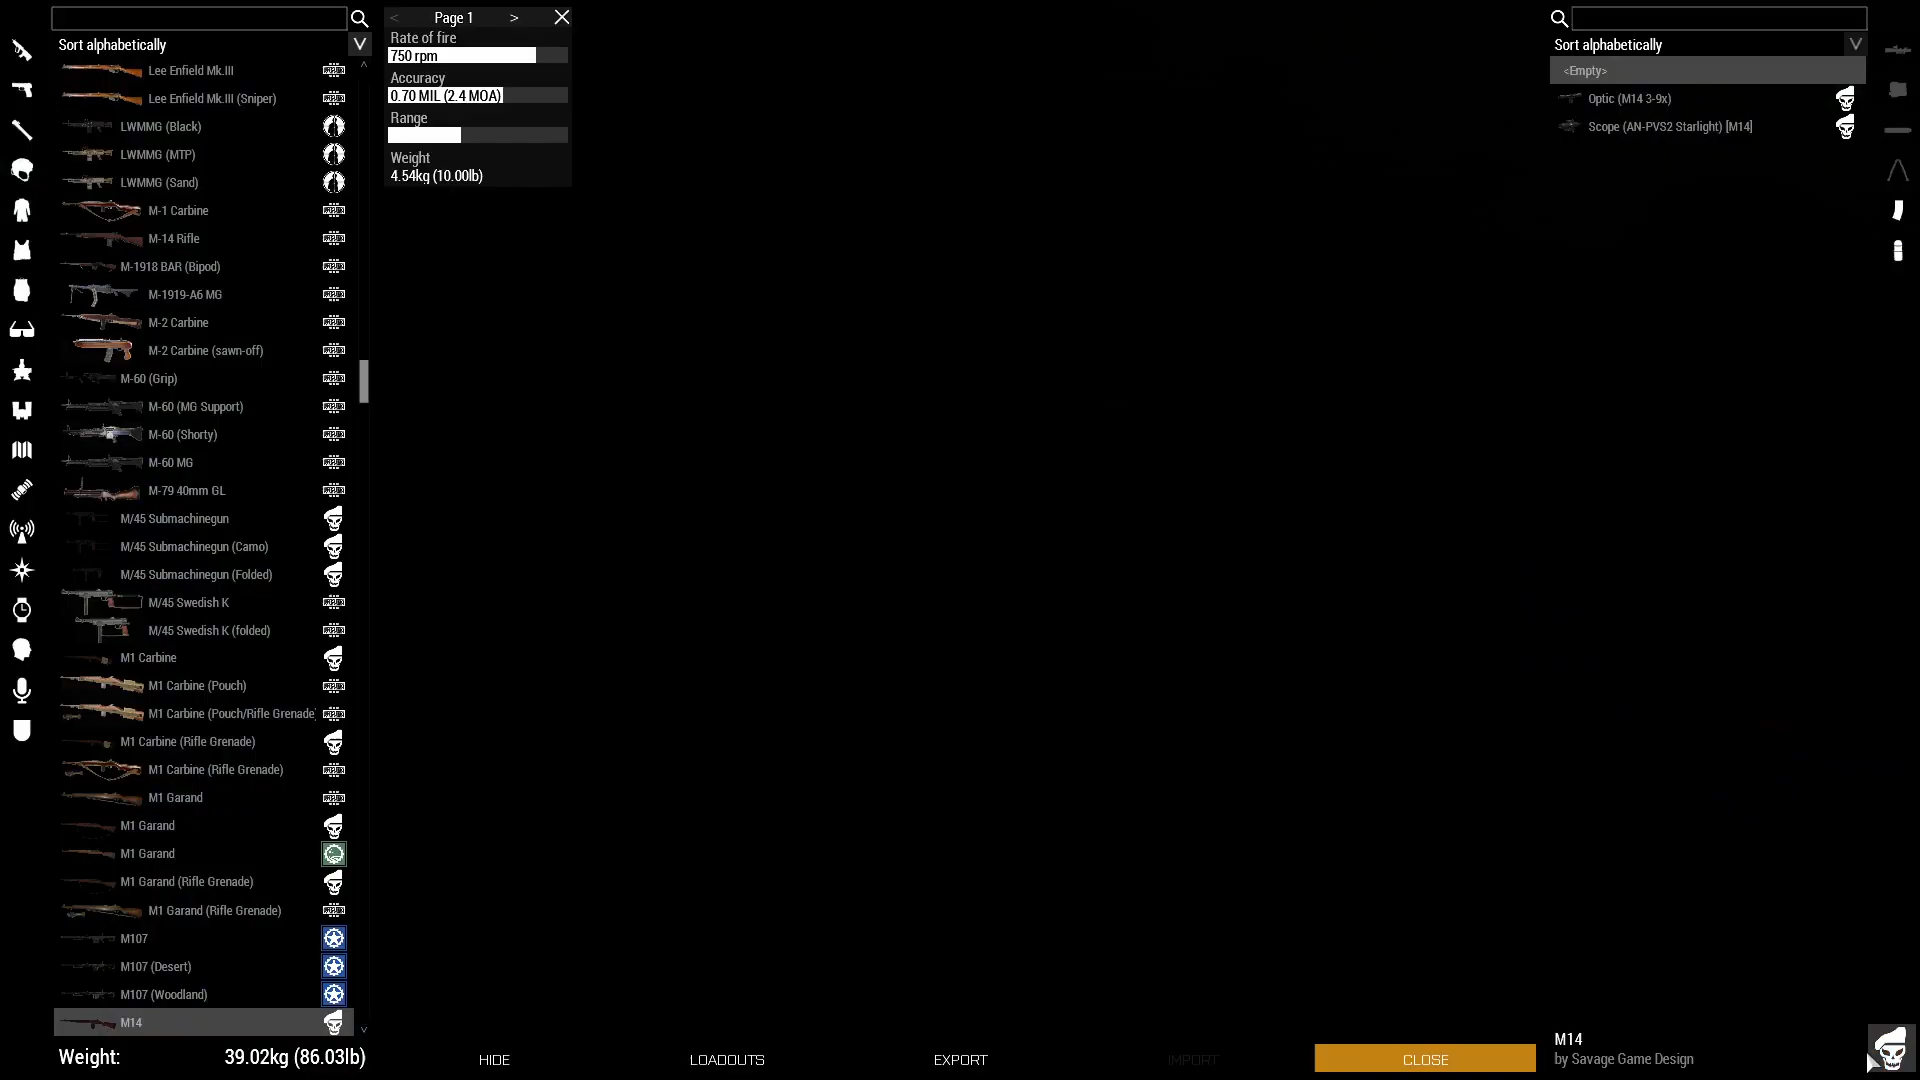 Sort alphabetically
V
Lee Enfield Mk.III
Lee Enfield Mk.III (Sniper)
LWMMG (Black)
LWMMG (MTP)
LWMMG (Sand)
M-1 Carbine
M-14 Rifle
M-1918 BAR (Bipod)
M-1919-A6 MG
M-2 Carbine
M-2 Carbine (sawn-off)
M-60 (Grip)
M-60 (MG Support)
M-60 (Shorty)
M-60 MG
M-79 40mm GL
M/45 Submachinegun
M/45 Submachinegun (Camo)
M/45 Submachinegun (Folded)
M/45 Swedish K
M/45 Swedish K (folded)
M1 Carbine
M1 Carbine (Pouch)
M1 Carbine (Pouch/Rifle Grenade)
M1 Carbine (Rifle Grenade)
M1 Carbine (Rifle Grenade)
M1 Garand
M1 Garand
M1 Garand
M1 Garand (Rifle Grenade)
M1 Garand (Rifle Grenade)
M107
M107 (Desert)
M107 (Woodland)
M14
Weight: 39.02kg (86.03lb)
< Page 1 >
Rate of fire
750 rpm
Accuracy
0.70 MIL (2.4 MOA)
Range
Weight
4.54kg (10.00lb)
Sort alphabetically
V
<Empty>
Optic (M14 3-9x)
Scope (AN-PVS2 Starlight) [M14]
HIDE
LOADOUTS
EXPORT
IMPORT
CLOSE
M14
by Savage Game Design